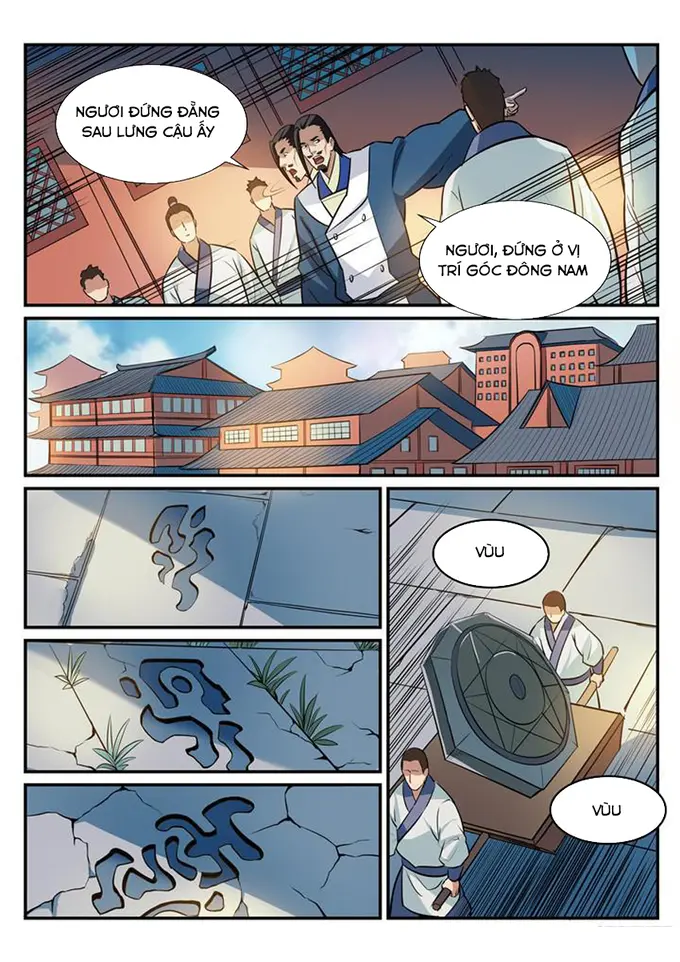 NGƯƠI ĐỨNG ĐẰNG
SAU LƯNG CẬU ẤY
NGƯƠI, ĐỨNG Ở VỊ
TRÍ GÓC ĐÔNG NAM
VÙU
VÙU